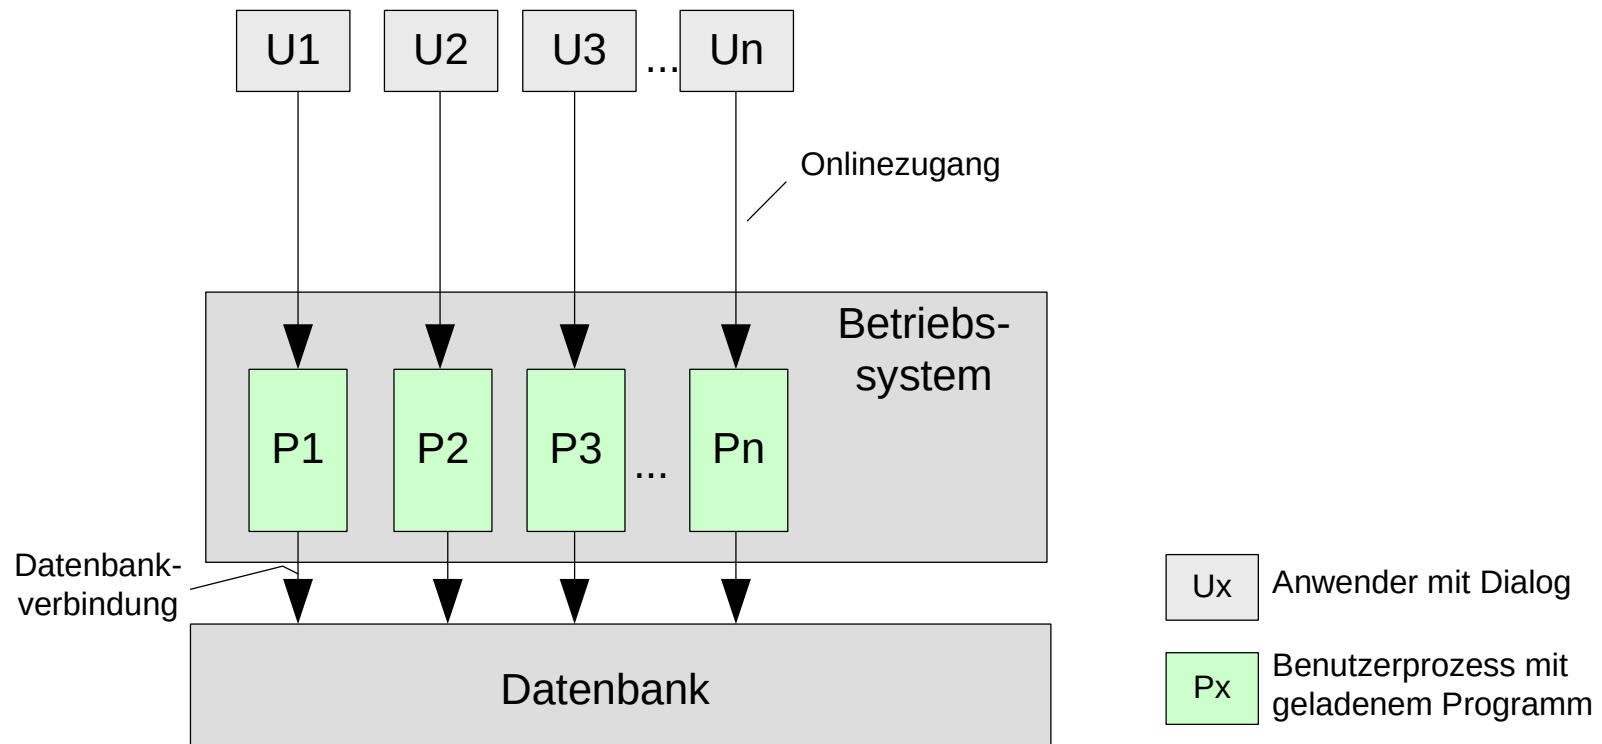 U1 U2 U3 ... Un
Onlinezugang
Betriebs-
system
P1 P2 P3 ... Pn
Datenbank-
verbindung
Datenbank
Ux Anwender mit Dialog
Px Benutzerprozess mit
geladenem Programm